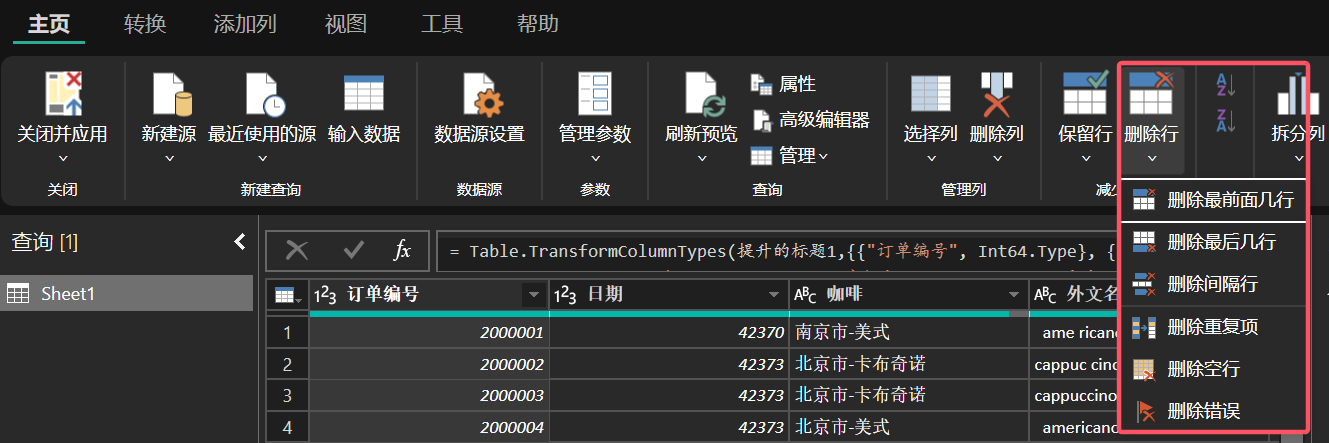 主页 转换 添加列 视图 工具 帮助
关闭并应用 新建源 最近使用的源 输入数据 数据源设置 管理参数 刷新预览 属性 高级编辑器 管理 选择列 删除列 保留行 删除行 A Z Z A 拆分列
关闭 新建查询 数据源 参数 查询 管理列 减少
删除最前面几行
删除最后几行
删除间隔行
删除重复项
删除空行
删除错误
查询 [1]
Sheet1
fx = Table.TransformColumnTypes(提升的标题1,{{"订单编号", Int64.Type}, {
123 订单编号 123 日期 ABC 咖啡 ABC 外文名
1 2000001 42370 南京市-美式 ame ricano
2 2000002 42373 北京市-卡布奇诺 cappuc cino
3 2000003 42373 北京市-卡布奇诺 cappuccino
4 2000004 42373 北京市-美式 americano